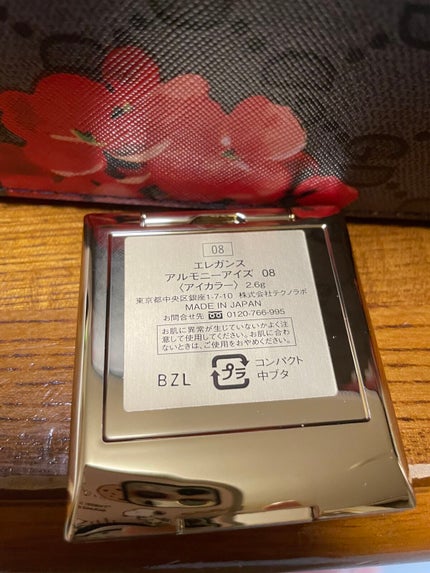 08
エレガンス
アルモニーアイズ 08
〈アイカラー〉 2.6g
東京都中央区銀座1-7-10 株式会社テクノラボ
MADE IN JAPAN
お問合せ先 0120-766-995
お肌に異常が生じていないかよく注
意して使用してください。お肌に合わ
ないときは、ご使用をおやめください。
BZL プラ コンパクト
中ブタ